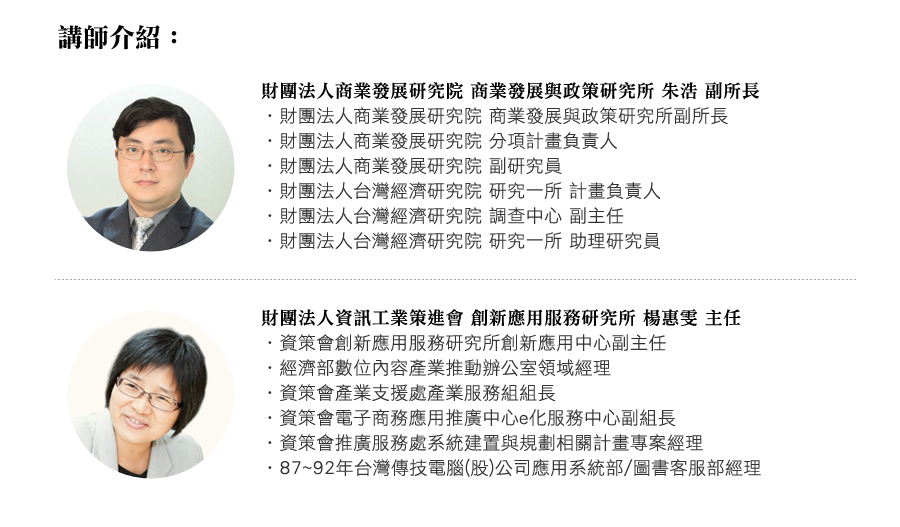 講師介紹：
財團法人商業發展研究院 商業發展與政策研究所 朱浩 副所長
・財團法人商業發展研究院 商業發展與政策研究所副所長
・財團法人商業發展研究院 分項計畫負責人
・財團法人商業發展研究院 副研究員
・財團法人台灣經濟研究院 研究一所 計畫負責人
・財團法人台灣經濟研究院 調查中心 副主任
・財團法人台灣經濟研究院 研究一所 助理研究員
財團法人資訊工業策進會 創新應用服務研究所 楊惠雯 主任
・資策會創新應用服務研究所創新應用中心副主任
・經濟部數位內容產業推動辦公室領域經理
・資策會產業支援處產業服務組組長
・資策會電子商務應用推廣中心e化服務中心副組長
・資策會推廣服務處系統建置與規劃相關計畫專案經理
・87~92年台灣傳技電腦(股)公司應用系統部/圖書客服部經理